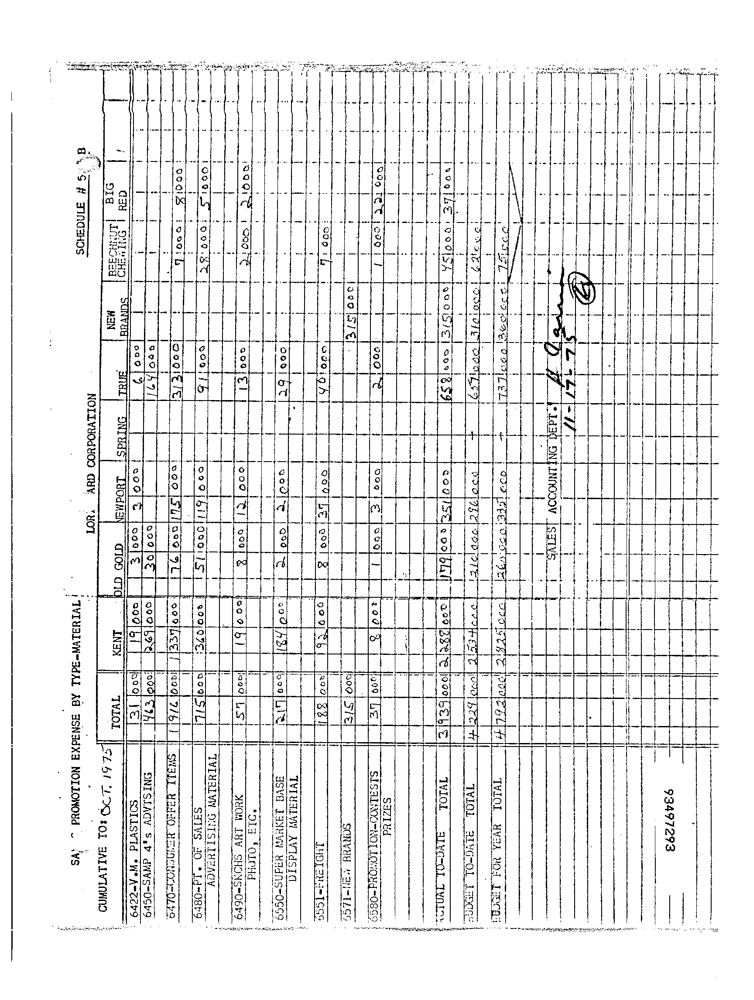 SCHEDULE # 5 B
LOR. ARD CORPORATION
SA PROMOTION EXPENSE BY TYPE-MATERIAL
CUMULATIVE TO: OCT. 1975
TOTAL KENT OLD GOLD NEWPORT SPRING TRUE NEW BRANDS BEECHNUT CHEWING BIG RED
6422-V.M. PLASTICS 31 000 19 000 3 000 3 000 6 000
6450-SAMP 4's ADVTSING 463 000 269 000 30 000 164 000
6470-CONSUMER OFFER ITEMS 1 916 000 1 337 000 76 000 175 000 313 000 7 000 8 000
6480-PT. OF SALES 715 000 360 000 51 000 119 000 91 000 28 000 5 000
ADVERTISING MATERIAL
6490-SKCHS ART WORK 57 000 19 000 8 000 12 000 13 000 2 000 2 000
PHOTO, ETC.
6550-SUPER MARKET BASE 217 000 184 000 2 000 2 000 29 000
DISPLAY MATERIAL
6551-FREIGHT 188 000 92 000 8 000 37 000 40 000 7 000
6571-NEW BRANDS 315 000 315 000
6580-PROMOTION-CONTESTS 37 000 8 000 1 000 3 000 2 000 1 000 22 000
PRIZES
ACTUAL TO-DATE TOTAL 3 939 000 2 288 000 179 000 351 000 658 000 315 000 45 000 37 000
BUDGET TO-DATE TOTAL 4 229 000 2 534 000 210 000 296 000 - 657 000 310 000 62 000
BUDGET FOR YEAR TOTAL 4 792 000 2 925 000 260 000 335 000 - 737 000 360 000 75 000
SALES ACCOUNTING DEPT.
11-17-75
93497293